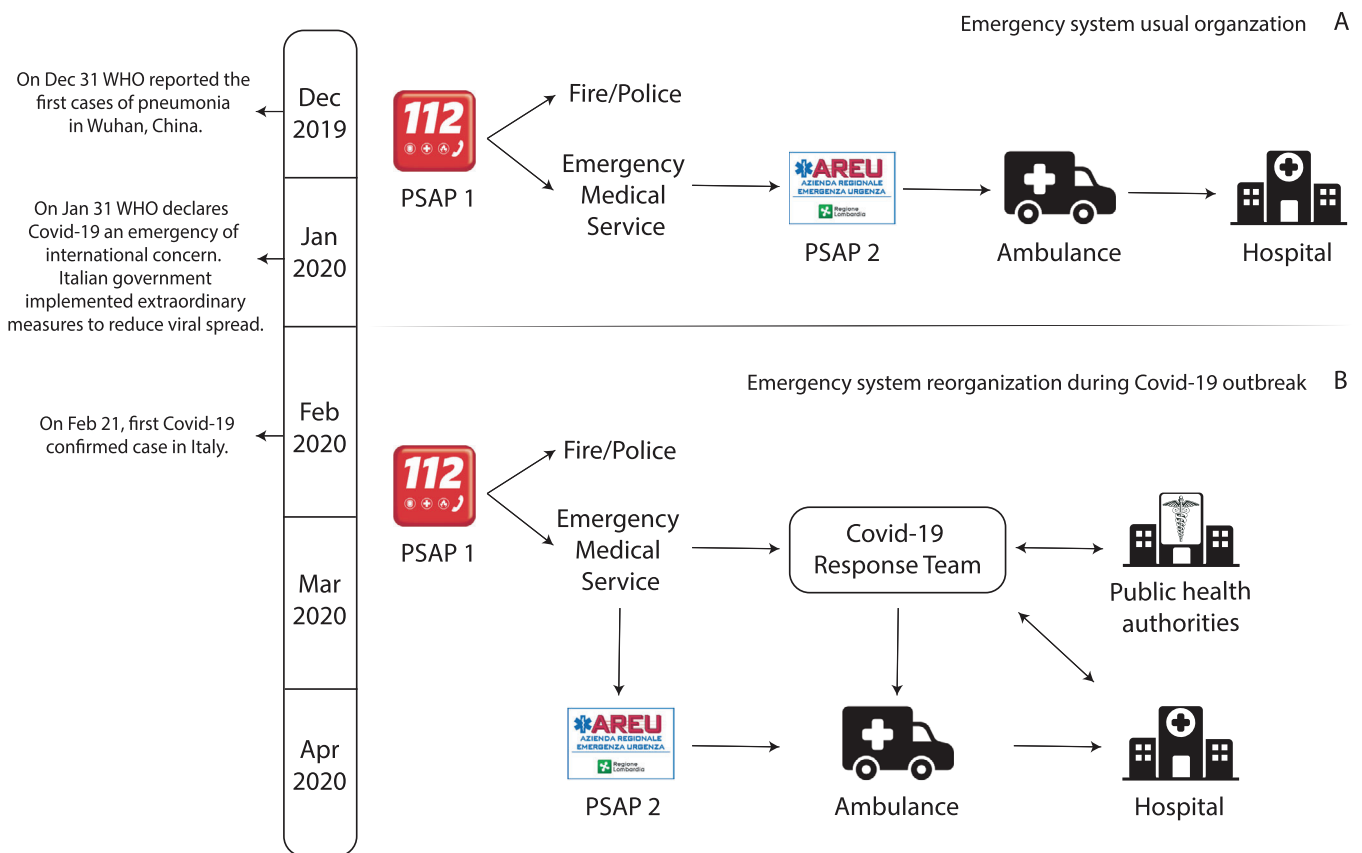 Emergency system usual organzation A
On Dec 31 WHO reported the
first cases of pneumonia
in Wuhan, China.
Dec
2019
On Jan 31 WHO declares
Covid-19 an emergency of
international concern.
Italian government
implemented extraordinary
measures to reduce viral spread.
Jan
2020
On Feb 21, first Covid-19
confirmed case in Italy.
Feb
2020
Mar
2020
Apr
2020
112
PSAP 1
Fire/Police
Emergency
Medical
Service
AREU
AZIENDA REGIONALE
EMERGENZA URGENZA
Regione
Lombardia
PSAP 2
Ambulance
Hospital
Emergency system reorganization during Covid-19 outbreak B
112
PSAP 1
Fire/Police
Emergency
Medical
Service
Covid-19
Response Team
Public health
authorities
AREU
AZIENDA REGIONALE
EMERGENZA URGENZA
Regione
Lombardia
PSAP 2
Ambulance
Hospital